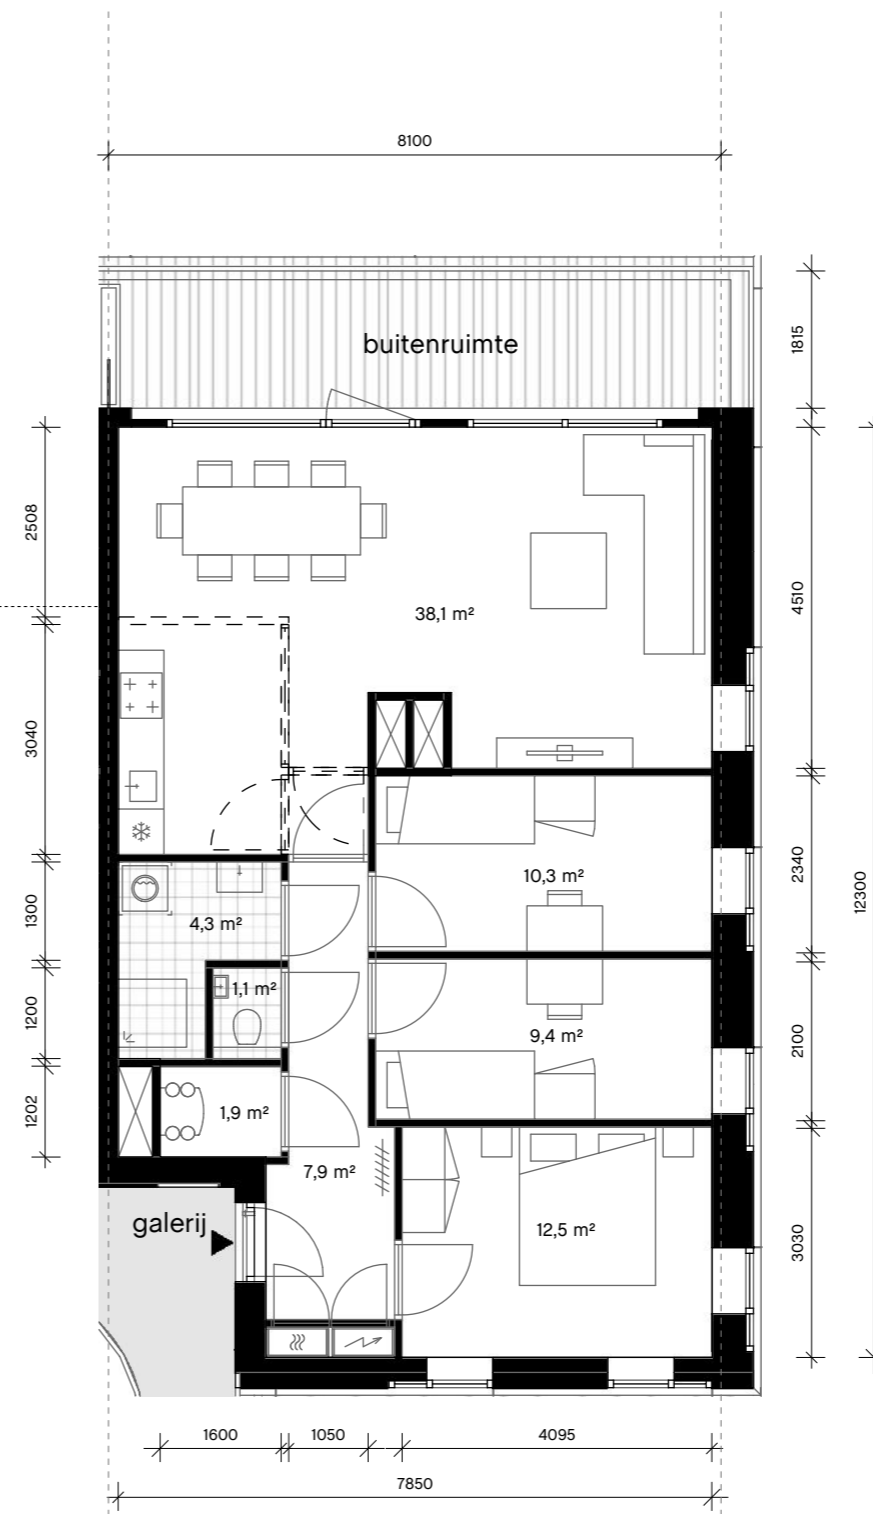 8100
buitenruimte
1815
2508
4510
38,1 m²
3040
10,3 m²
2340
12300
1300
4,3 m²
1,1 m²
1200
9,4 m²
2100
1202
1,9 m²
7,9 m²
galerij
12,5 m²
3030
1600
1050
4095
7850